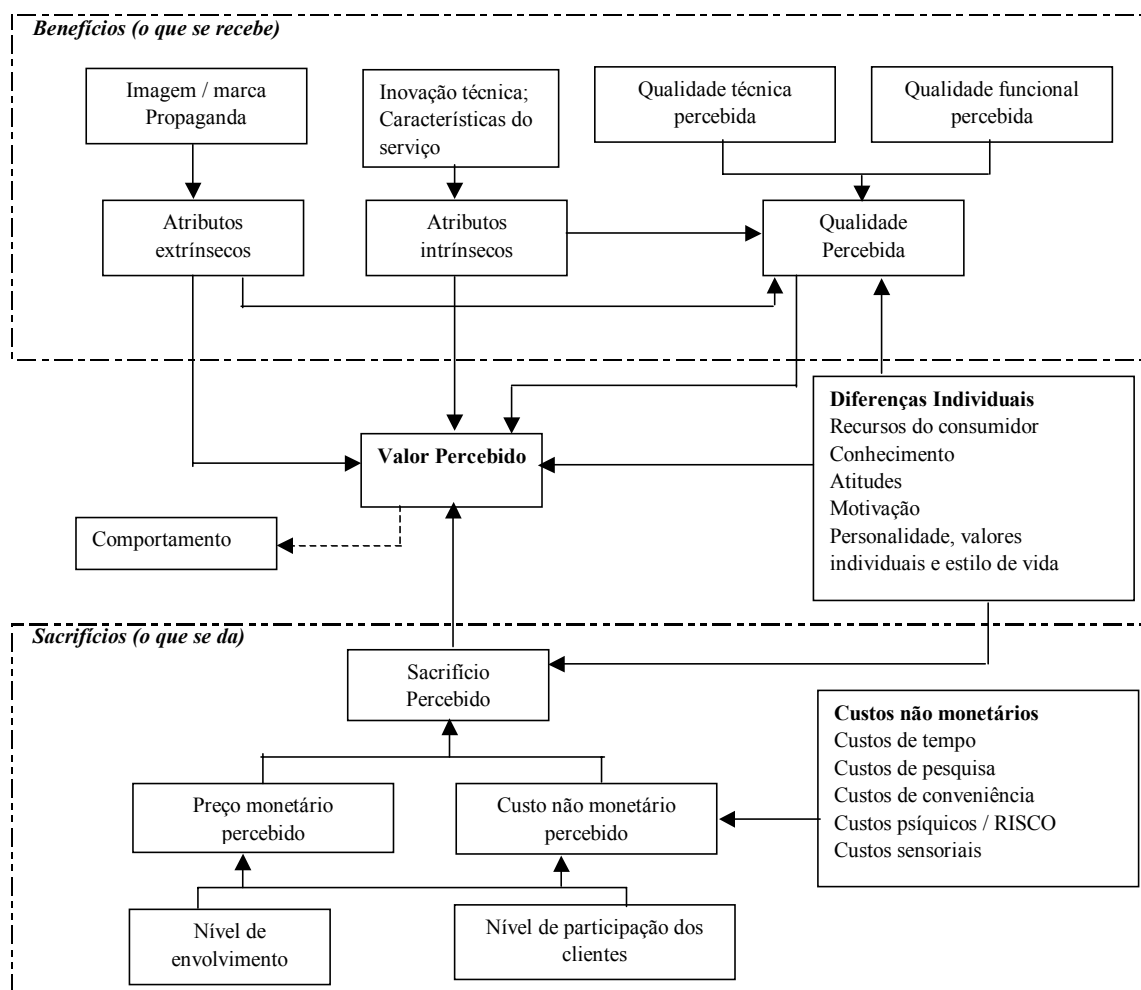 Benefícios (o que se recebe)
Imagem / marca
Propaganda
Inovação técnica;
Características do
serviço
Qualidade técnica
percebida
Qualidade funcional
percebida
Atributos
extrínsecos
Atributos
intrínsecos
Qualidade
Percebida
Diferenças Individuais
Recursos do consumidor
Conhecimento
Atitudes
Motivação
Personalidade, valores
individuais e estilo de vida
Valor Percebido
Comportamento
Sacrifícios (o que se da)
Sacrifício
Percebido
Custos não monetários
Custos de tempo
Custos de pesquisa
Custos de conveniência
Custos psíquicos / RISCO
Custos sensoriais
Preço monetário
percebido
Custo não monetário
percebido
Nível de
envolvimento
Nível de participação dos
clientes